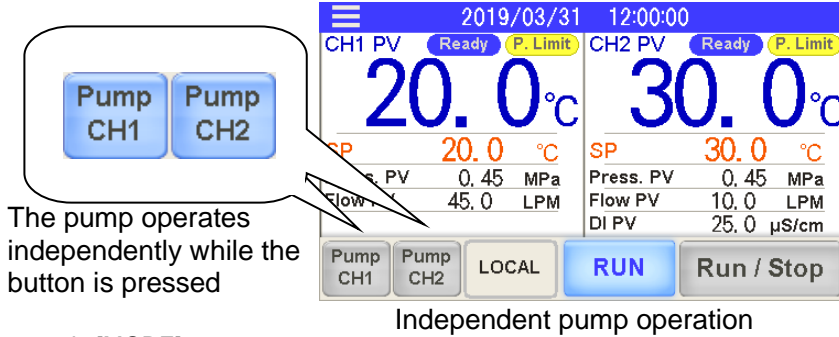 2019/03/31 12:00:00
CH1 PV Ready P. Limit CH2 PV Ready P. Limit
20.0℃ 30.0℃
SP 20.0 ℃ SP 30.0 ℃
PV 0.45 MPa Press. PV 0.45 MPa
Flow PV 45.0 LPM Flow PV 10.0 LPM
DI PV 25.0 μS/cm
Pump CH1 Pump CH2 LOCAL RUN Run / Stop
Pump Pump
CH1 CH2
The pump operates
independently while the
button is pressed
Independent pump operation